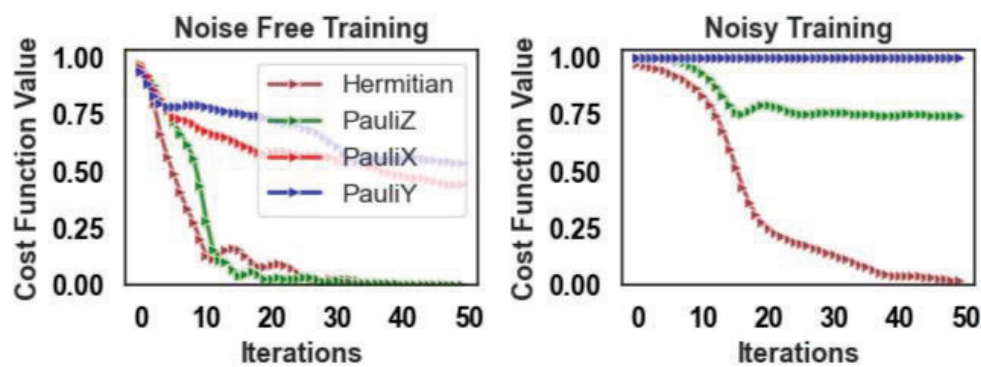 Noise Free Training
Cost Function Value
1.00
0.75
0.50
0.25
0.00
Hermitian
PauliZ
PauliX
PauliY
0 10 20 30 40 50
Iterations
Noisy Training
Cost Function Value
1.00
0.75
0.50
0.25
0.00
0 10 20 30 40 50
Iterations